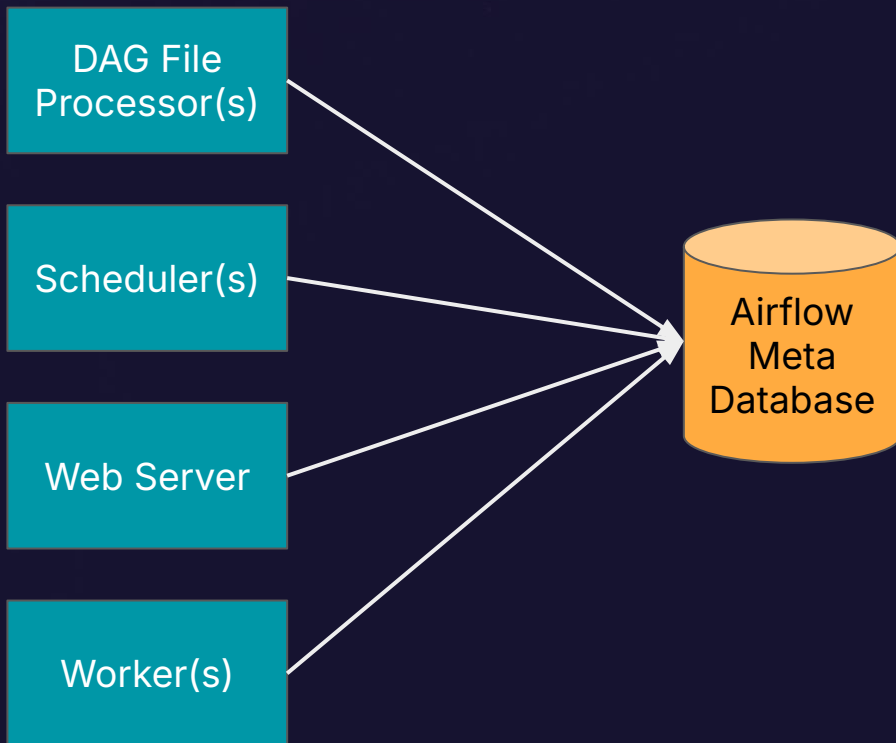 DAG File
Processor(s)
Scheduler(s)
Airflow
Meta
Database
Web Server
Worker(s)